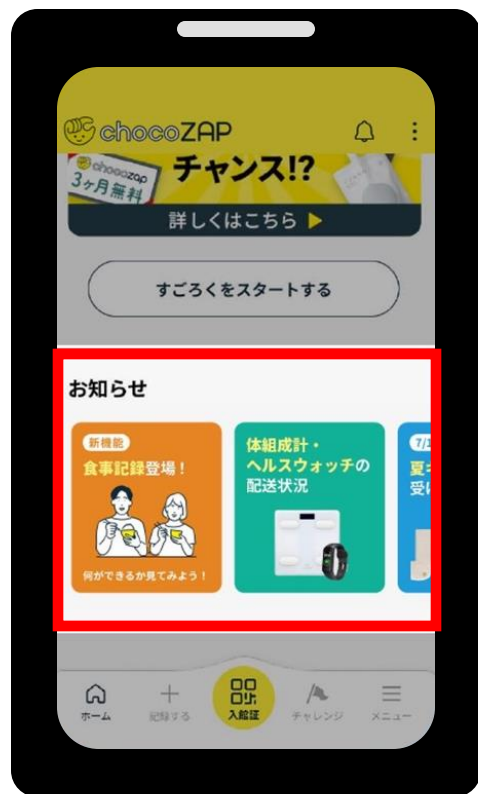 chocoZAP
chocozap
3ヶ月無料
チャンス!?
詳しくはこちら ▶
すごろくをスタートする
お知らせ
新機能
食事記録登場！
何ができるか見てみよう！
体組成計・
ヘルスウォッチの
配送状況
7/1
夏
受
ホーム
記録する
入館証
チャレンジ
メニュー